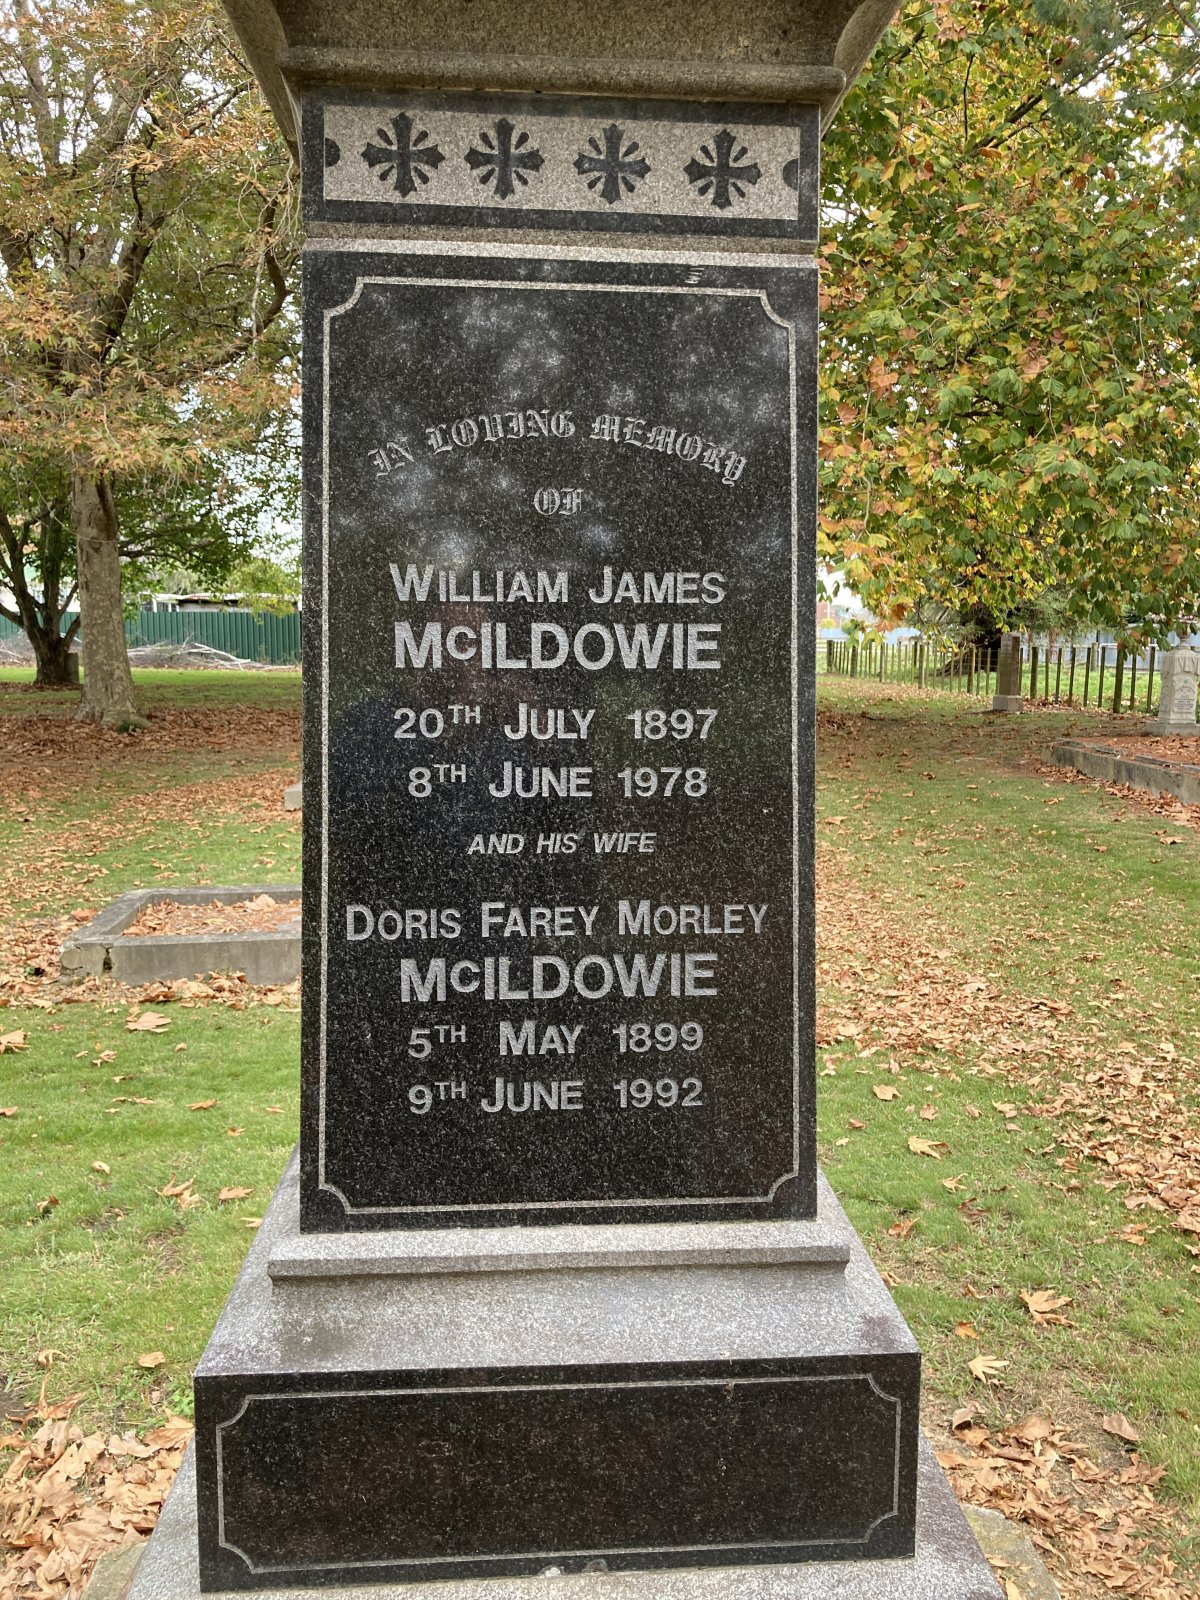 IN LOVING MEMORY
OF
WILLIAM JAMES
McILDOWIE
20TH JULY 1897
8TH JUNE 1978
AND HIS WIFE
DORIS FAREY MORLEY
McILDOWIE
5TH MAY 1899
9TH JUNE 1992